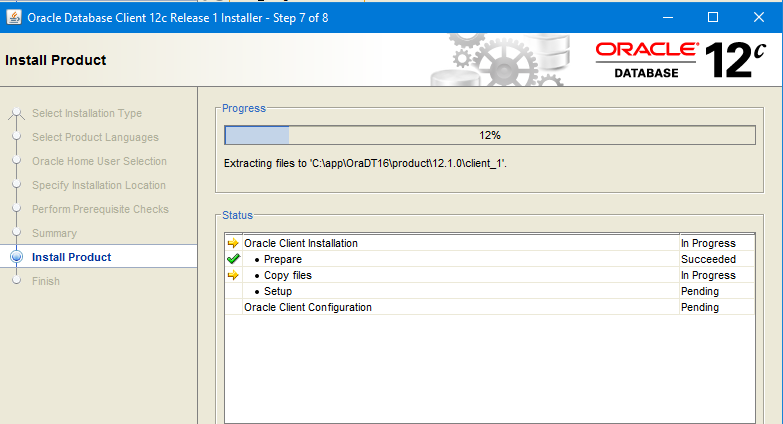 Oracle Database Client 12c Release 1 Installer - Step 7 of 8
Install Product
ORACLE
DATABASE
12c
Select Installation Type
Select Product Languages
Oracle Home User Selection
Specify Installation Location
Perform Prerequisite Checks
Summary
Install Product
Finish
Progress
12%
Extracting files to 'C:\app\OraDT16\product\12.1.0\client_1'.
Status
Oracle Client Installation In Progress
• Prepare Succeeded
• Copy files In Progress
• Setup Pending
Oracle Client Configuration Pending